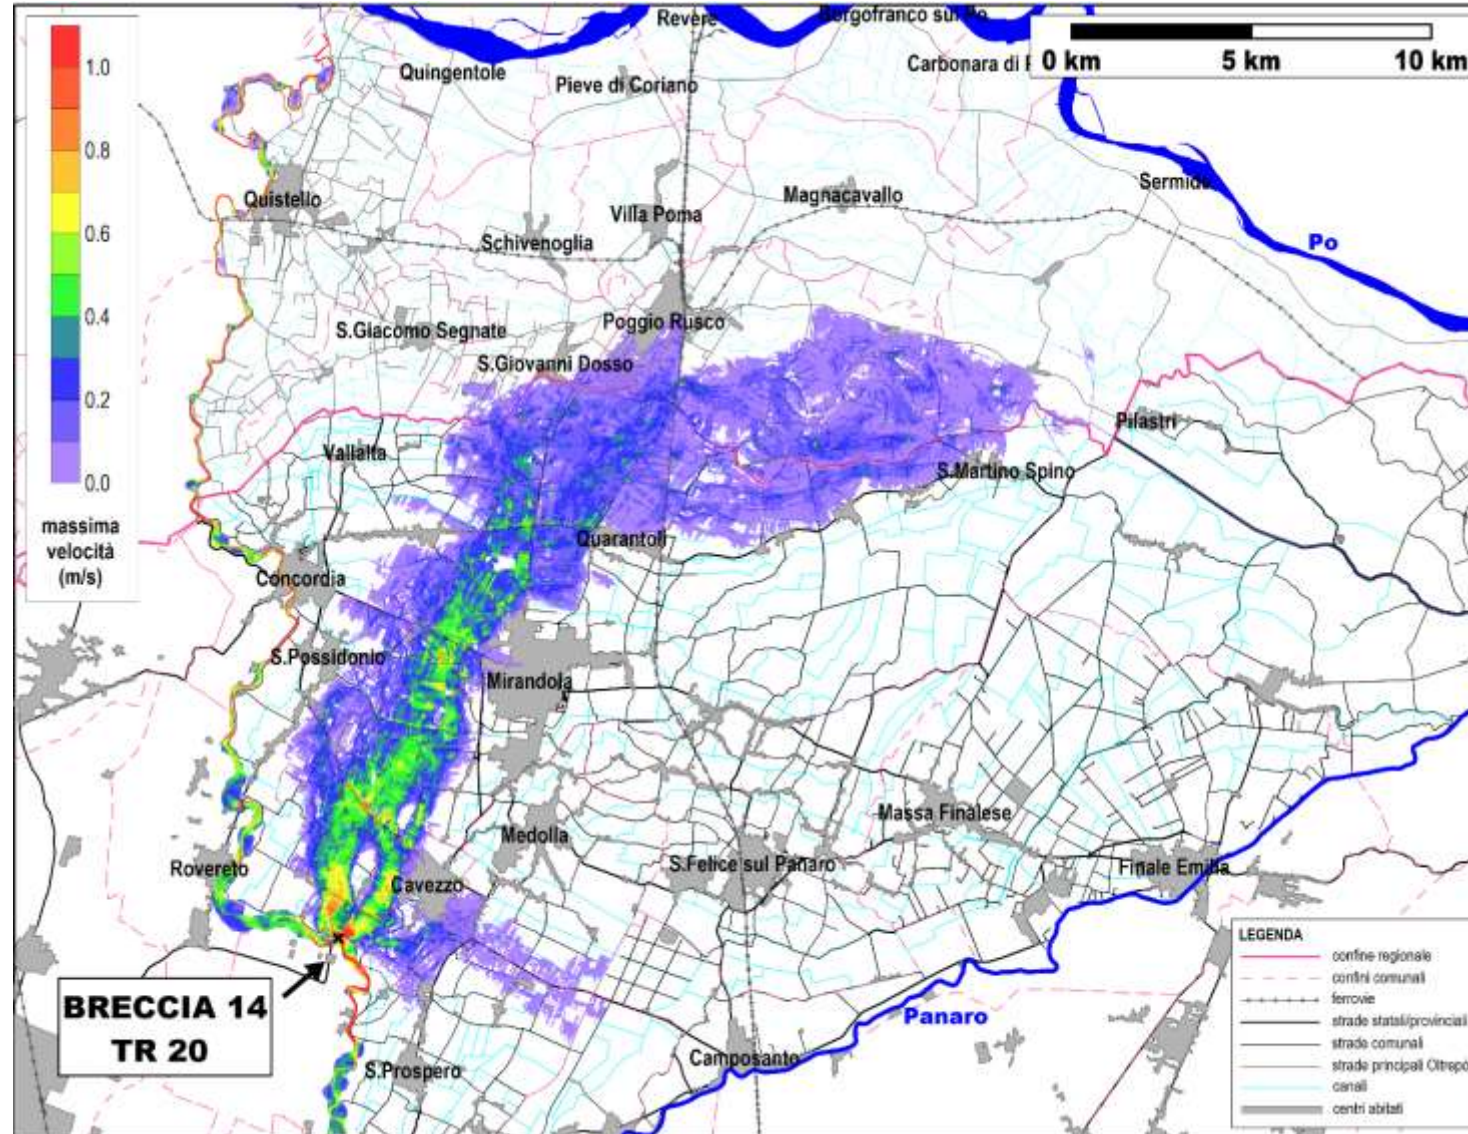 Revere
Borgofranco sul Po
Quingentole
Pieve di Coriano
Carbonara di P
0 km 5 km 10 km
1.0
0.8
0.6
0.4
0.2
0.0
massima
velocità
(m/s)
Quistello
Magnacavallo
Sermide
Villa Poma
Schivenoglia
Po
S.Giacomo Segnate
Poggio Rusco
S.Giovanni Dosso
Pilastri
Vallalta
S.Martino Spino
Quarantoli
Concordia
S.Possidonio
Mirandola
Massa Finalese
Medolla
Rovereto
S.Felice sul Panaro
Finale Emilia
Cavezzo
BRECCIA 14
TR 20
Panaro
Camposanto
S.Prospero
LEGENDA
confine regionale
confini comunali
ferrovie
strade statali/provinciali
strade comunali
strade principali Oltrepò
canali
centri abitati